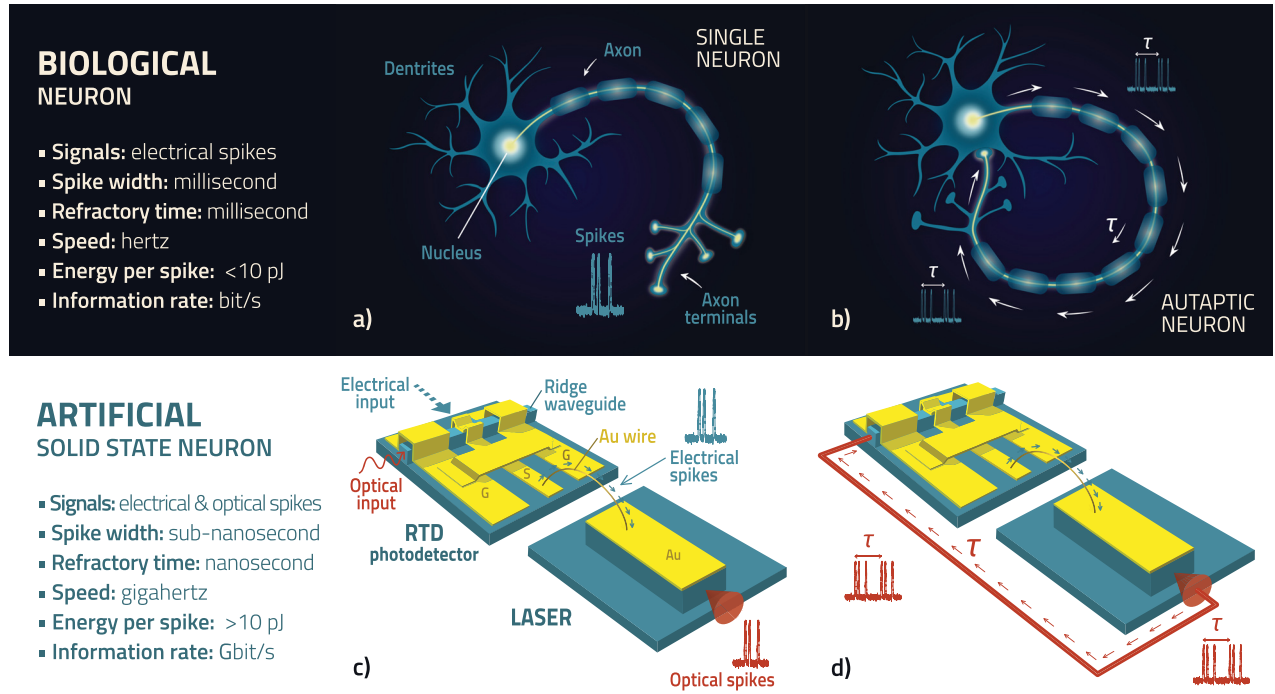 BIOLOGICAL
NEURON
▪ Signals: electrical spikes
▪ Spike width: millisecond
▪ Refractory time: millisecond
▪ Speed: hertz
▪ Energy per spike: <10 pJ
▪ Information rate: bit/s
Dentrites
Axon
SINGLE
NEURON
Nucleus
Spikes
Axon
terminals
a)
τ
τ
τ
AUTAPTIC
NEURON
b)
ARTIFICIAL
SOLID STATE NEURON
▪ Signals: electrical & optical spikes
▪ Spike width: sub-nanosecond
▪ Refractory time: nanosecond
▪ Speed: gigahertz
▪ Energy per spike: >10 pJ
▪ Information rate: Gbit/s
Electrical
input
Ridge
waveguide
Au wire
Electrical
spikes
Optical
input
G
S
G
RTD
photodetector
Au
LASER
Optical spikes
c)
τ
τ
τ
d)